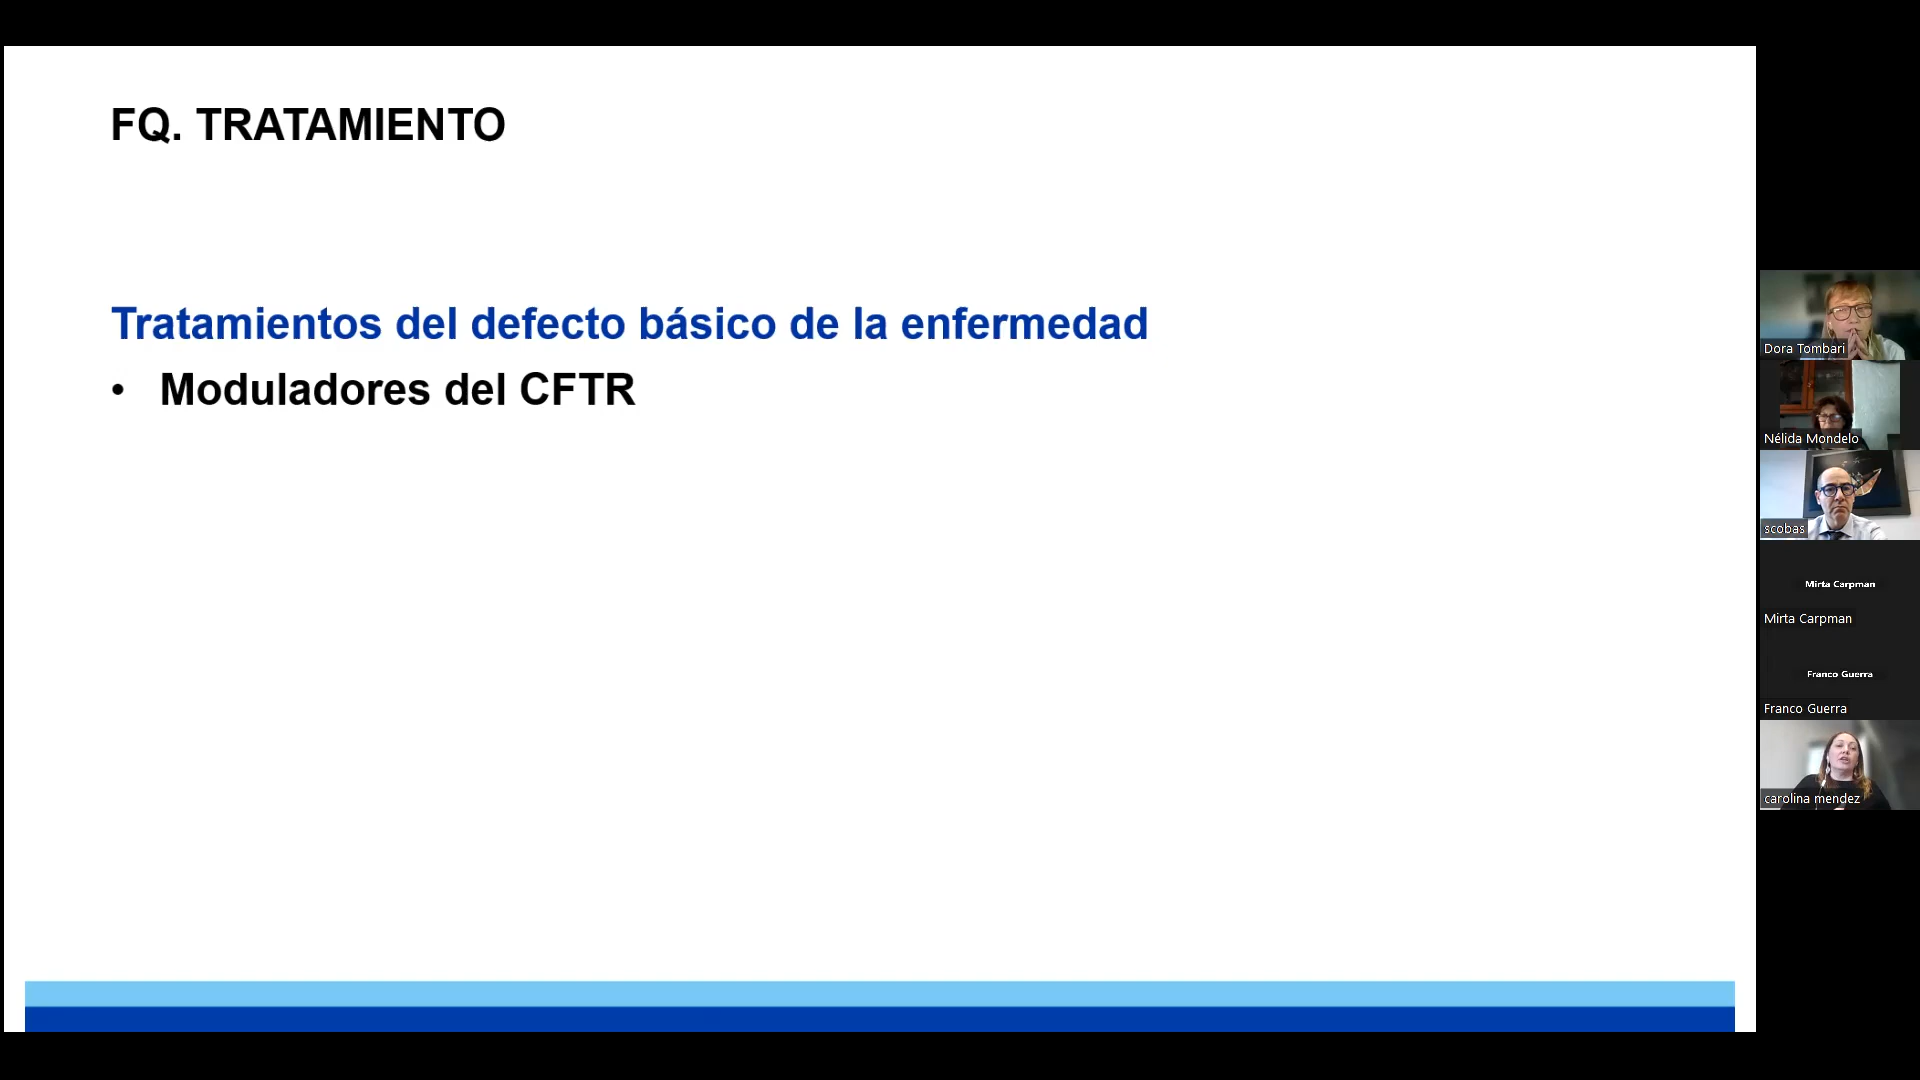 FQ. TRATAMIENTO
Tratamientos del defecto básico de la enfermedad
• Moduladores del CFTR
Dora Tombari
Nélida Mondelo
scobas
Mirta Carpman
Mirta Carpman
Franco Guerra
Franco Guerra
carolina mendez